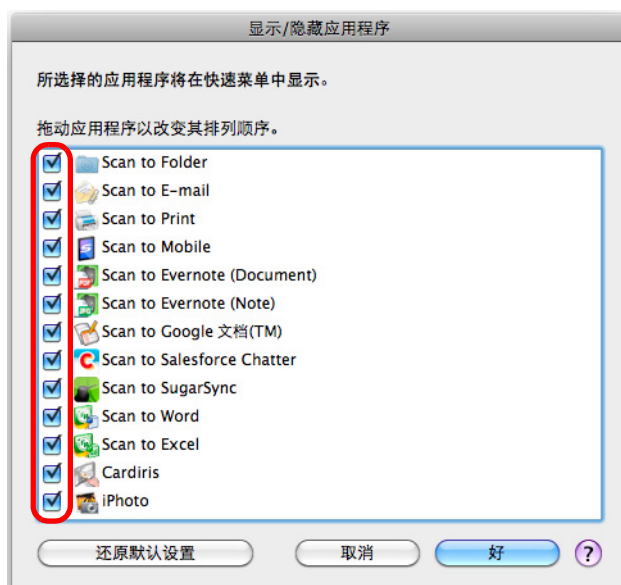 显示/隐藏应用程序
所选择的应用程序将在快速菜单中显示。
拖动应用程序以改变其排列顺序。
Scan to Folder
Scan to E-mail
Scan to Print
Scan to Mobile
Scan to Evernote (Document)
Scan to Evernote (Note)
Scan to Google 文档(TM)
Scan to Salesforce Chatter
Scan to SugarSync
Scan to Word
Scan to Excel
Cardiris
iPhoto
还原默认设置 取消 好 ?